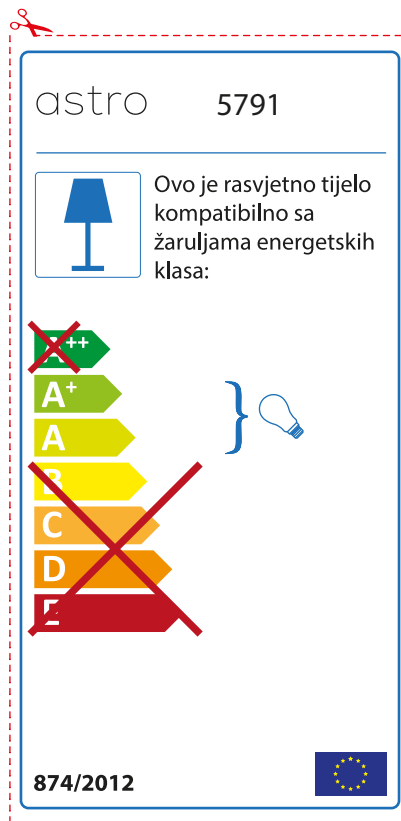 astro 5791
Ovo je rasvjetno tijelo
kompatibilno sa
žaruljama energetskih
klasa:
A++
A+
A
B
C
D
E
874/2012